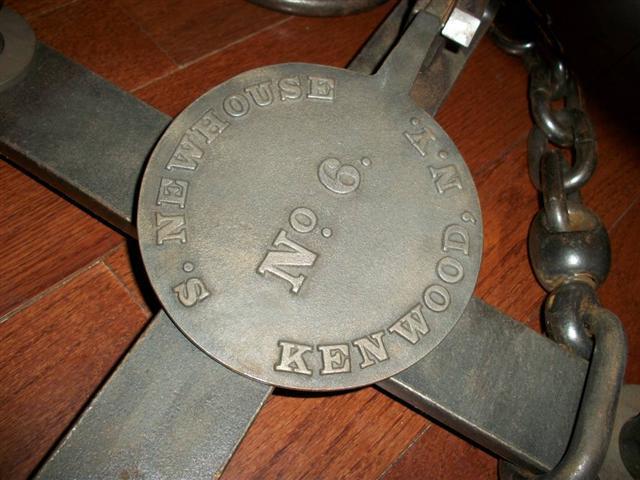 S. NEWHOUSE
No. 6.
KENWOOD, N.Y.